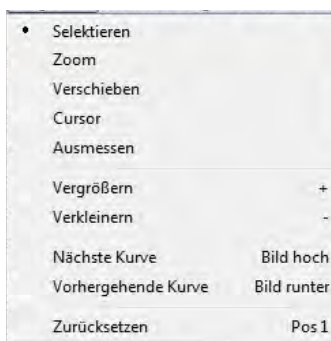 • Selektieren
Zoom
Verschieben
Cursor
Ausmessen
Vergrößern +
Verkleinern -
Nächste Kurve Bild hoch
Vorhergehende Kurve Bild runter
Zurücksetzen Pos 1